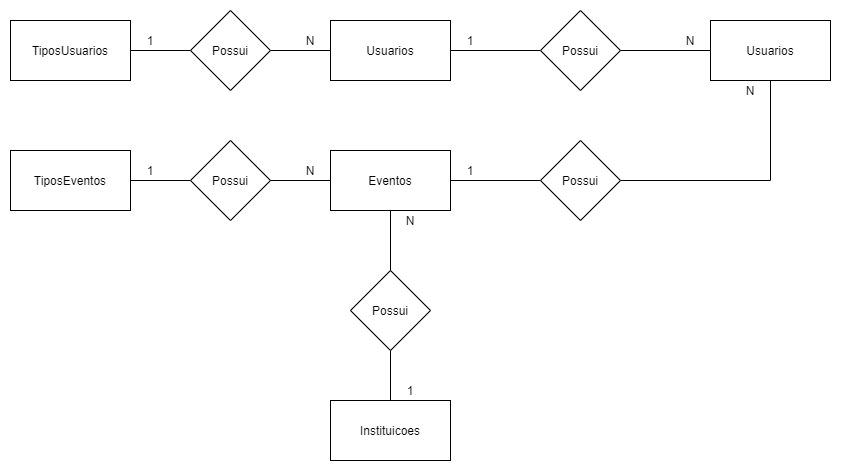 TiposUsuarios
1
Possui
N
Usuarios
1
Possui
N
Usuarios
N
TiposEventos
1
Possui
N
Eventos
1
Possui
N
Possui
1
Instituicoes